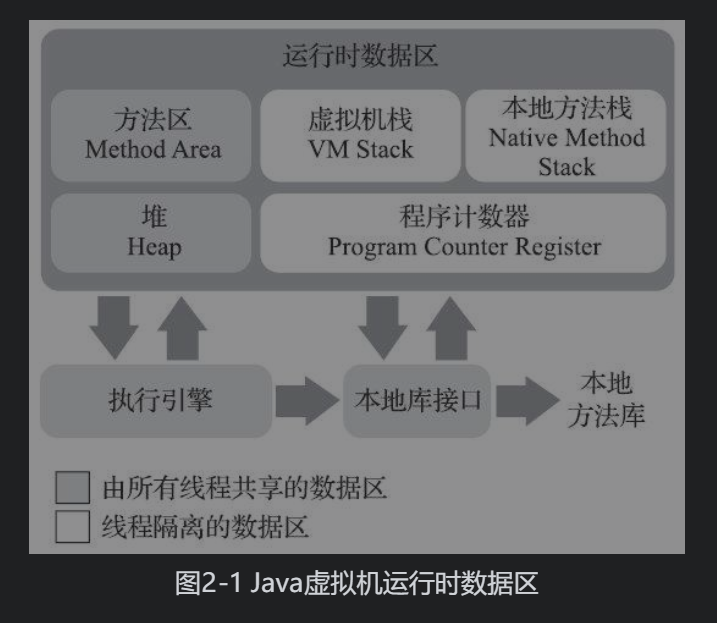 运行时数据区
方法区
Method Area
虚拟机栈
VM Stack
本地方法栈
Native Method
Stack
堆
Heap
程序计数器
Program Counter Register
执行引擎
本地库接口
本地
方法库
由所有线程共享的数据区
线程隔离的数据区
图2-1 Java虚拟机运行时数据区